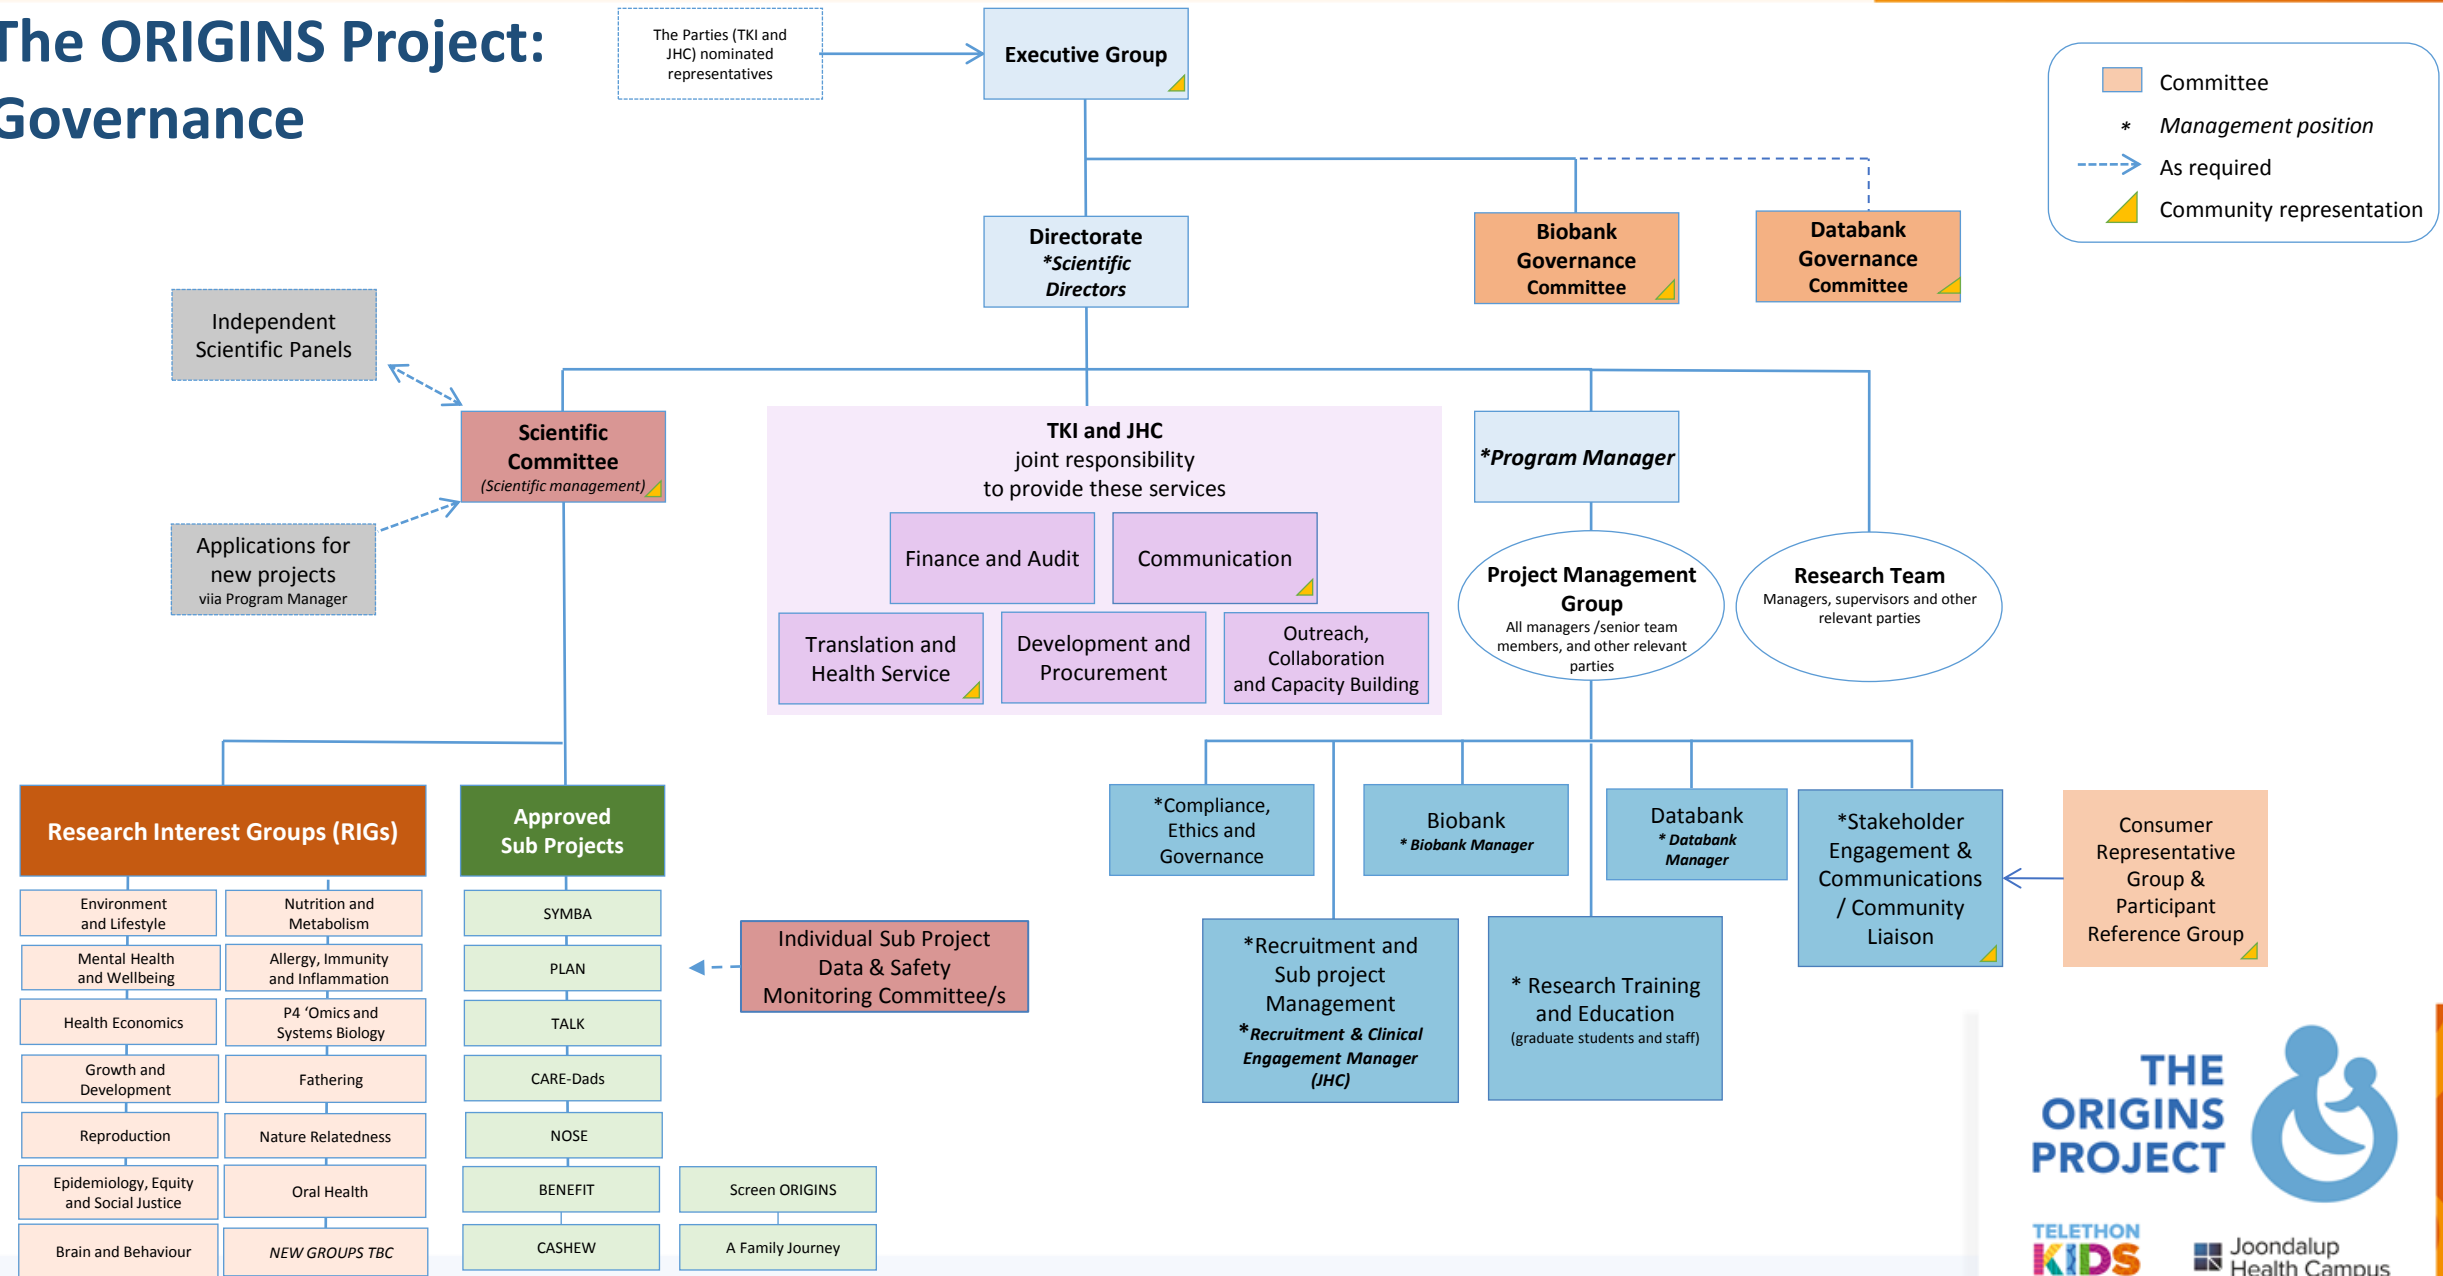 The ORIGINS Project:
Governance
The Parties (TKI and
JHC) nominated
representatives
Executive Group
Committee
* Management position
As required
Community representation
Directorate
*Scientific
Directors
Biobank
Governance
Committee
Databank
Governance
Committee
Independent
Scientific Panels
Scientific
Committee
(Scientific management)
Applications for
new projects
viia Program Manager
TKI and JHC
joint responsibility
to provide these services
Finance and Audit
Communication
Translation and
Health Service
Development and
Procurement
Outreach,
Collaboration
and Capacity Building
*Program Manager
Project Management
Group
All managers /senior team
members, and other relevant
parties
Research Team
Managers, supervisors and other
relevant parties
Research Interest Groups (RIGs)
Environment
and Lifestyle
Mental Health
and Wellbeing
Health Economics
Growth and
Development
Reproduction
Epidemiology, Equity
and Social Justice
Brain and Behaviour
Nutrition and
Metabolism
Allergy, Immunity
and Inflammation
P4 ‘Omics and
Systems Biology
Fathering
Nature Relatedness
Oral Health
NEW GROUPS TBC
Approved
Sub Projects
SYMBA
PLAN
TALK
CARE-Dads
NOSE
BENEFIT
CASHEW
Screen ORIGINS
A Family Journey
Individual Sub Project
Data & Safety
Monitoring Committee/s
*Compliance,
Ethics and
Governance
Biobank
* Biobank Manager
Databank
* Databank
Manager
*Stakeholder
Engagement &
Communications
/ Community
Liaison
Consumer
Representative
Group &
Participant
Reference Group
*Recruitment and
Sub project
Management
*Recruitment & Clinical
Engagement Manager
(JHC)
* Research Training
and Education
(graduate students and staff)
THE
ORIGINS
PROJECT
TELETHON
KIDS
Joondalup
Health Campus